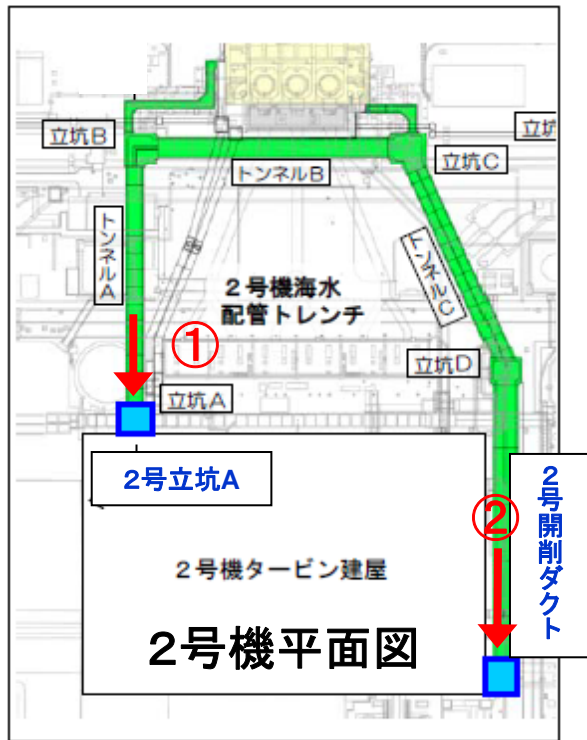 立坑B
立坑
トンネルB
立坑C
トンネルA
トンネルC
2号機海水
配管トレンチ
①
立坑D
立坑A
2号立坑A
②
2号開削ダクト
2号機タービン建屋
2号機平面図